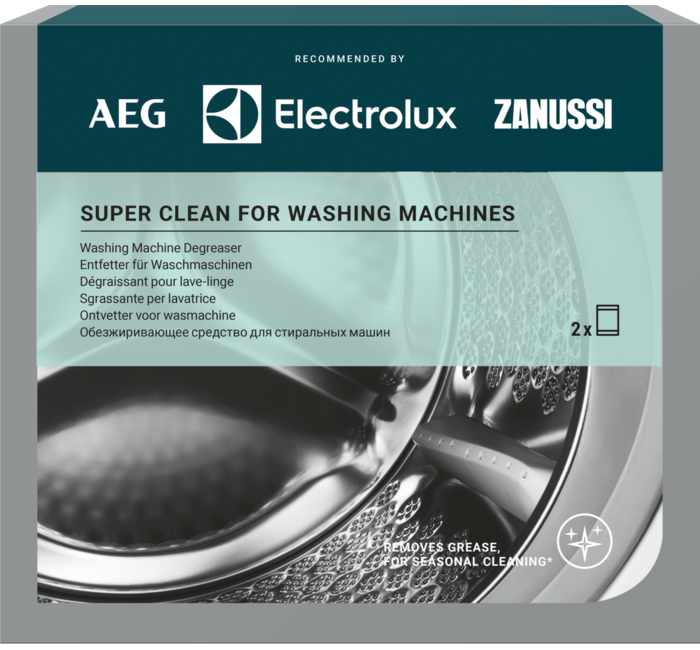 RECOMMENDED BY
AEG Electrolux ZANUSSI
SUPER CLEAN FOR WASHING MACHINES
Washing Machine Degreaser
Entfetter für Waschmaschinen
Dégraissant pour lave-linge
Sgrassante per lavatrice
Ontvetter voor wasmachine
Обезжиривающее средство для стиральных машин
2x
REMOVES GREASE,
FOR SEASONAL CLEANING*